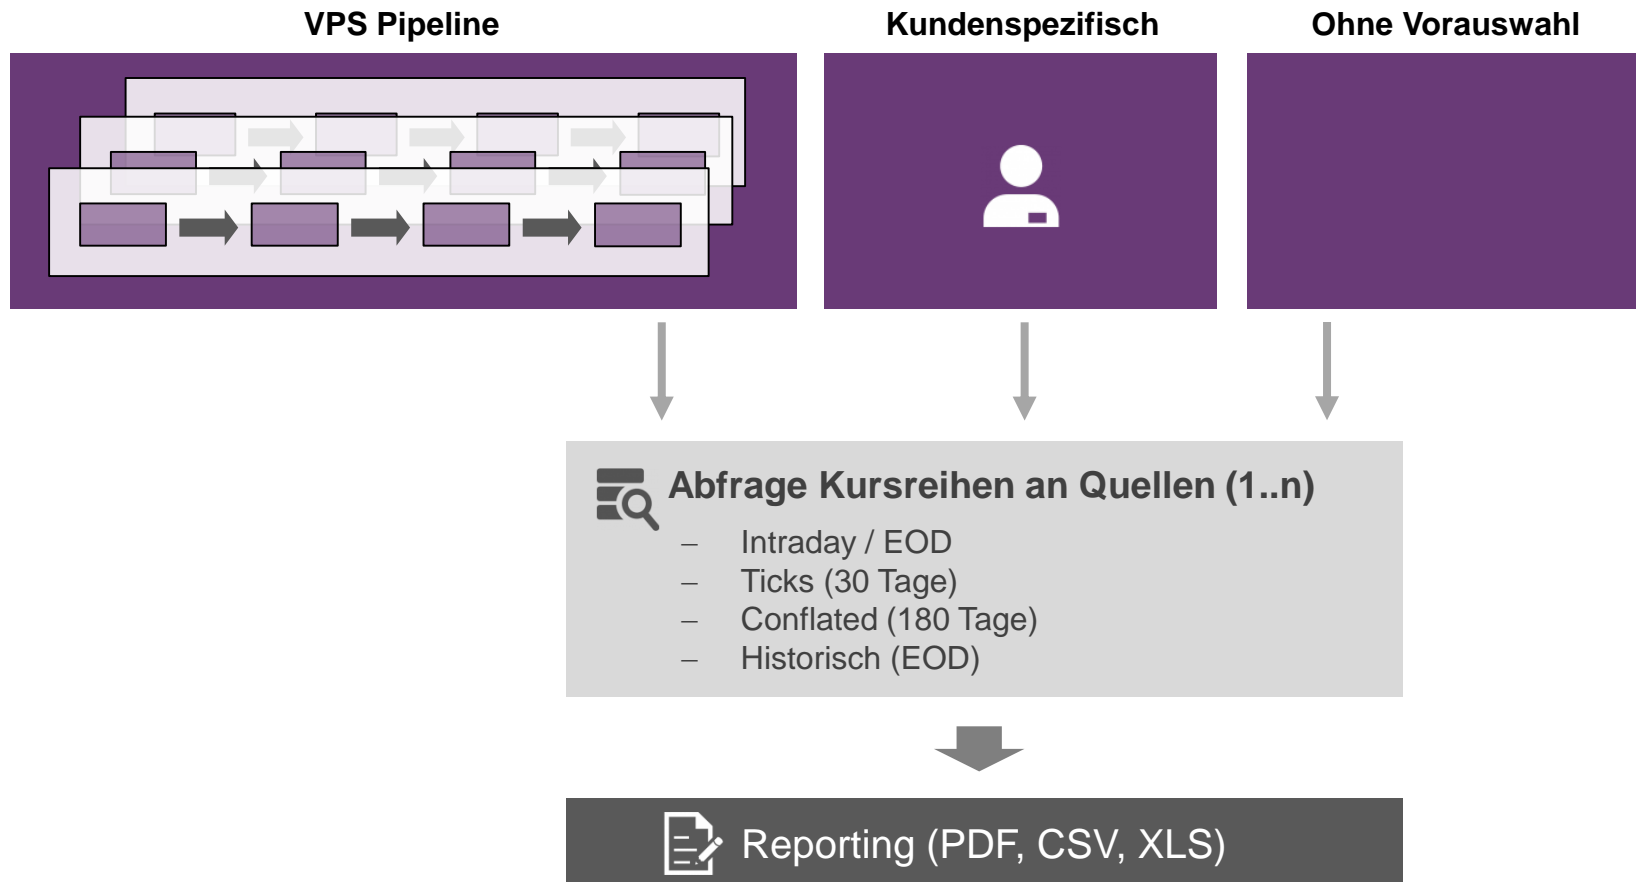 VPS Pipeline
Kundenspezifisch
Ohne Vorauswahl
Abfrage Kursreihen an Quellen (1..n)
– Intraday / EOD
– Ticks (30 Tage)
– Conflated (180 Tage)
– Historisch (EOD)
Reporting (PDF, CSV, XLS)